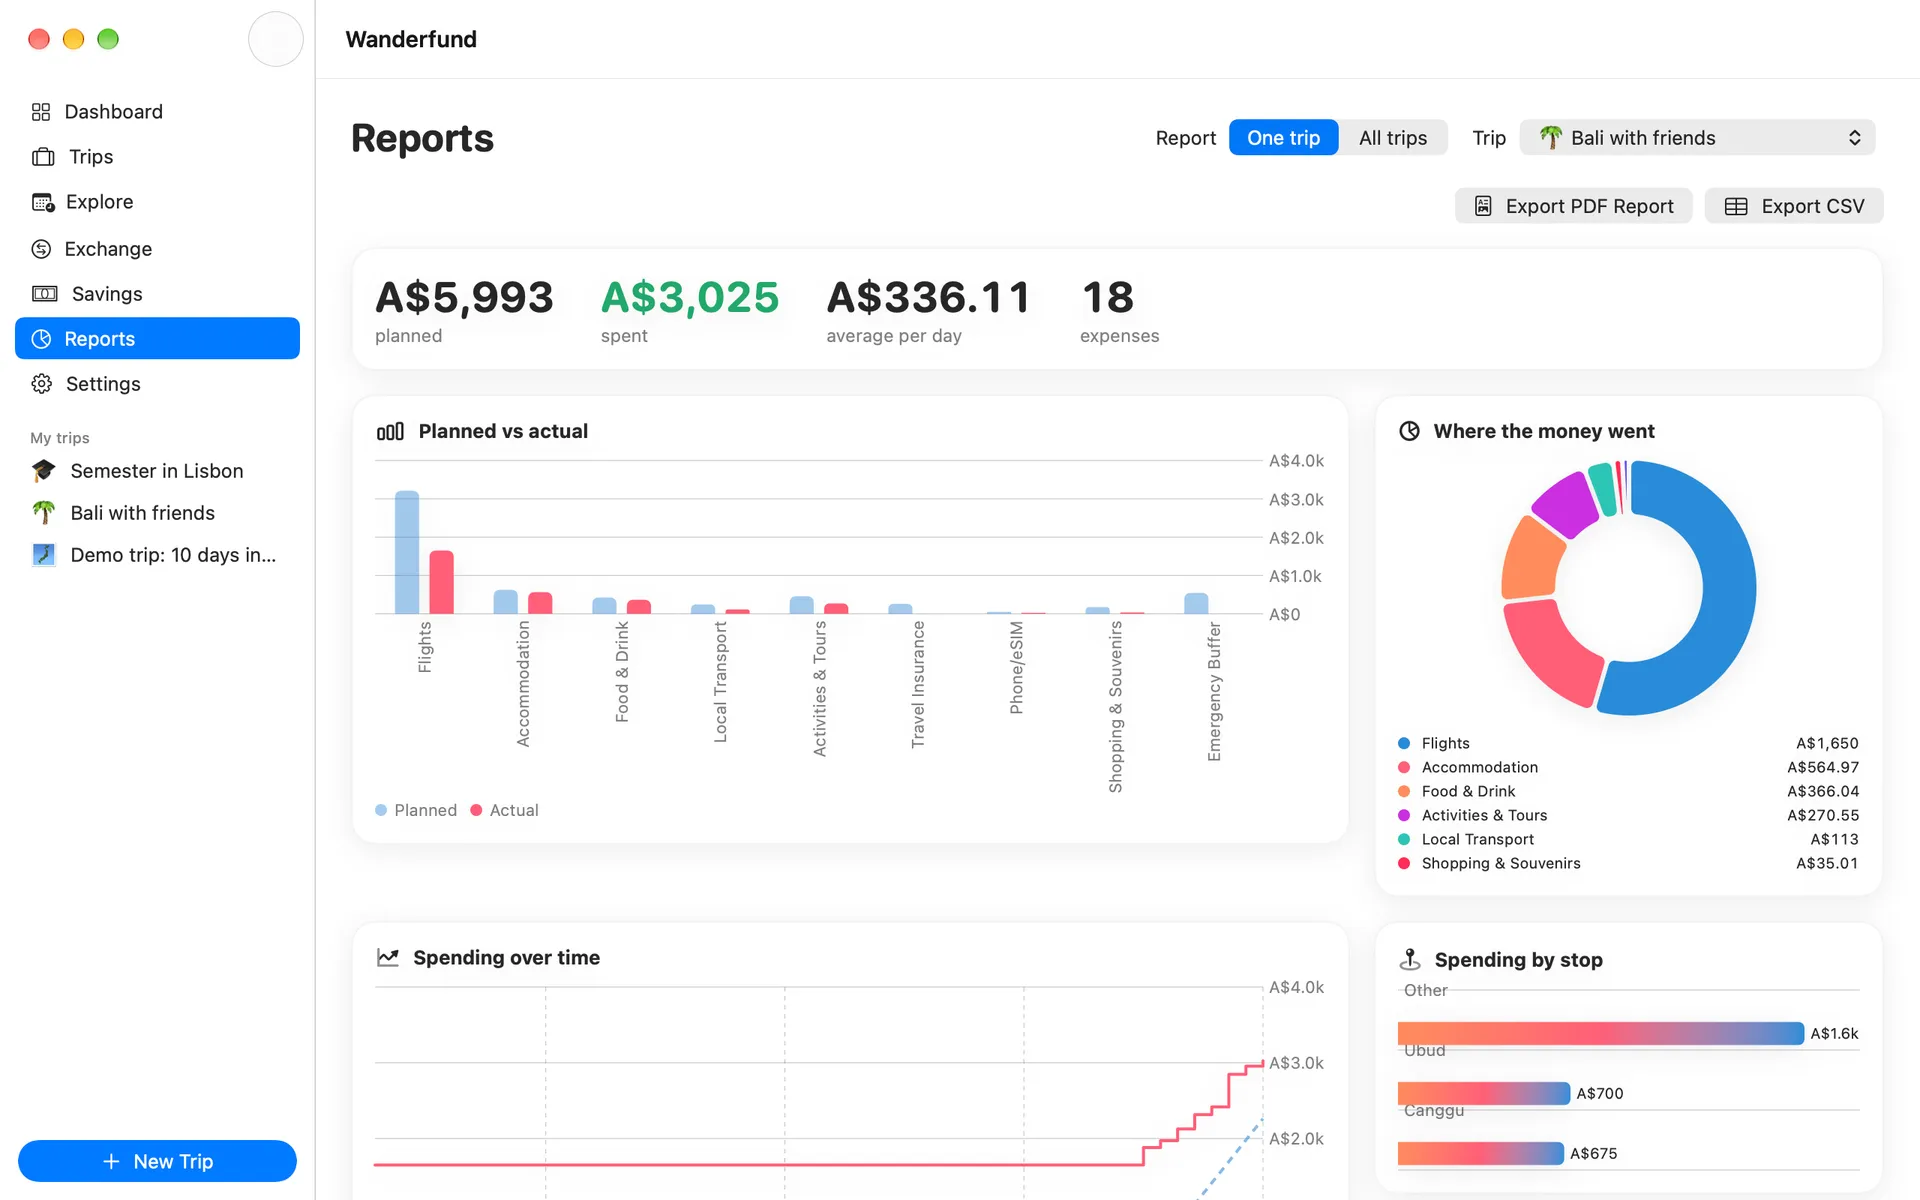 Wanderfund
Dashboard
Trips
Explore
Exchange
Savings
Reports
Settings
My trips
Semester in Lisbon
Bali with friends
Demo trip: 10 days in...
New Trip
Reports
Report One trip All trips Trip Bali with friends
Export PDF Report Export CSV
A$5,993 A$3,025 A$336.11 18
planned spent average per day expenses
Planned vs actual
A$4.0k
A$3.0k
A$2.0k
A$1.0k
A$0
Flights
Accommodation
Food & Drink
Local Transport
Activities & Tours
Travel Insurance
Phone/eSIM
Shopping & Souvenirs
Emergency Buffer
Planned Actual
Where the money went
Flights A$1,650
Accommodation A$564.97
Food & Drink A$366.04
Activities & Tours A$270.55
Local Transport A$113
Shopping & Souvenirs A$35.01
Spending over time
A$4.0k
A$3.0k
A$2.0k
Spending by stop
Other
A$1.6k
Ubud
A$700
Canggu
A$675